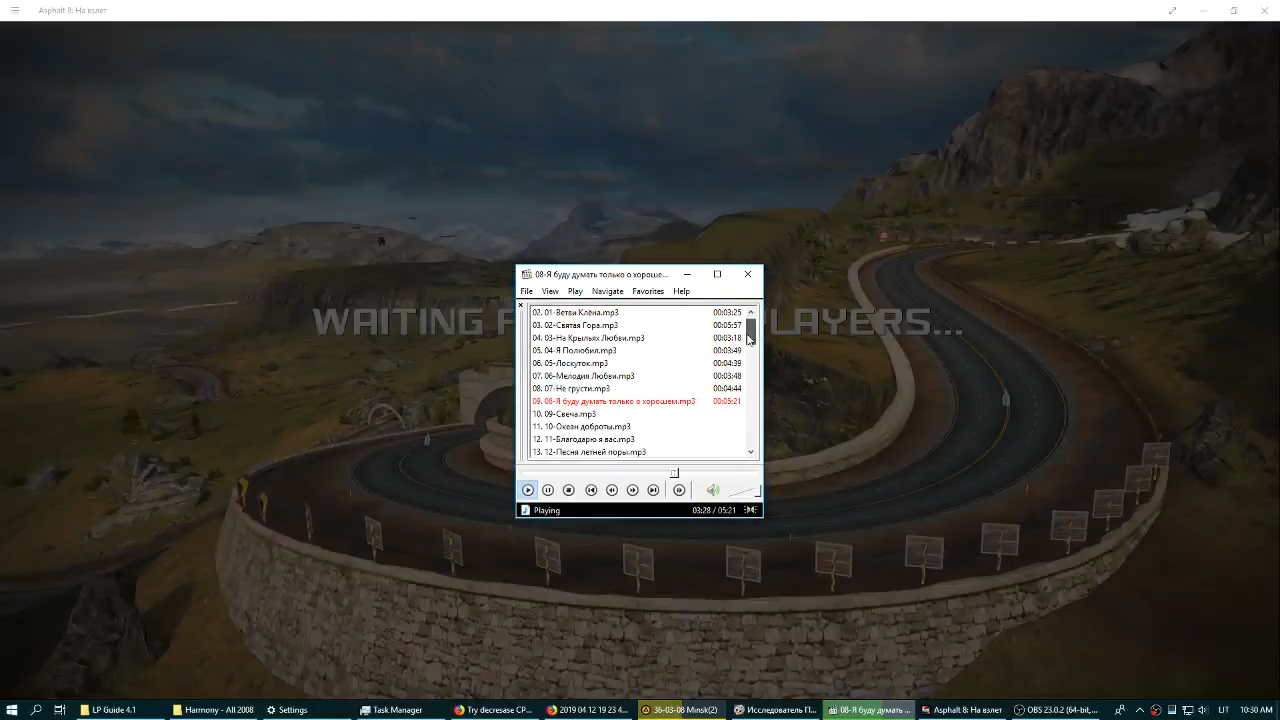 Asphalt 8: На взлет
WAITING F PLAYERS...
08-Я буду думать только о хороше...
File View Play Navigate Favorites Help
02. 01-Ветви Клёна.mp3 00:03:25
03. 02-Святая Гора.mp3 00:05:57
04. 03-На Крыльях Любви.mp3 00:03:18
05. 04-Я Полюбил.mp3 00:03:49
06. 05-Лоскуток.mp3 00:04:39
07. 06-Мелодия Любви.mp3 00:03:48
08. 07-Не грусти.mp3 00:04:44
09. 08-Я буду думать только о хорошем.mp3 00:05:21
10. 09-Свеча.mp3
11. 10-Океан доброты.mp3
12. 11-Благодарю я вас.mp3
13. 12-Песня летней поры.mp3
Playing 03:28 / 05:21
LP Guide 4.1 Harmony - All 2008 Settings Task Manager Try decrease CP... 2019 04 12 19 23 4... 36-03-08 Minsk(2) Исследователь П... 08-Я буду думать ... Asphalt 8: На взлет OBS 23.0.2 (64-bit,... LIT 10:30 AM